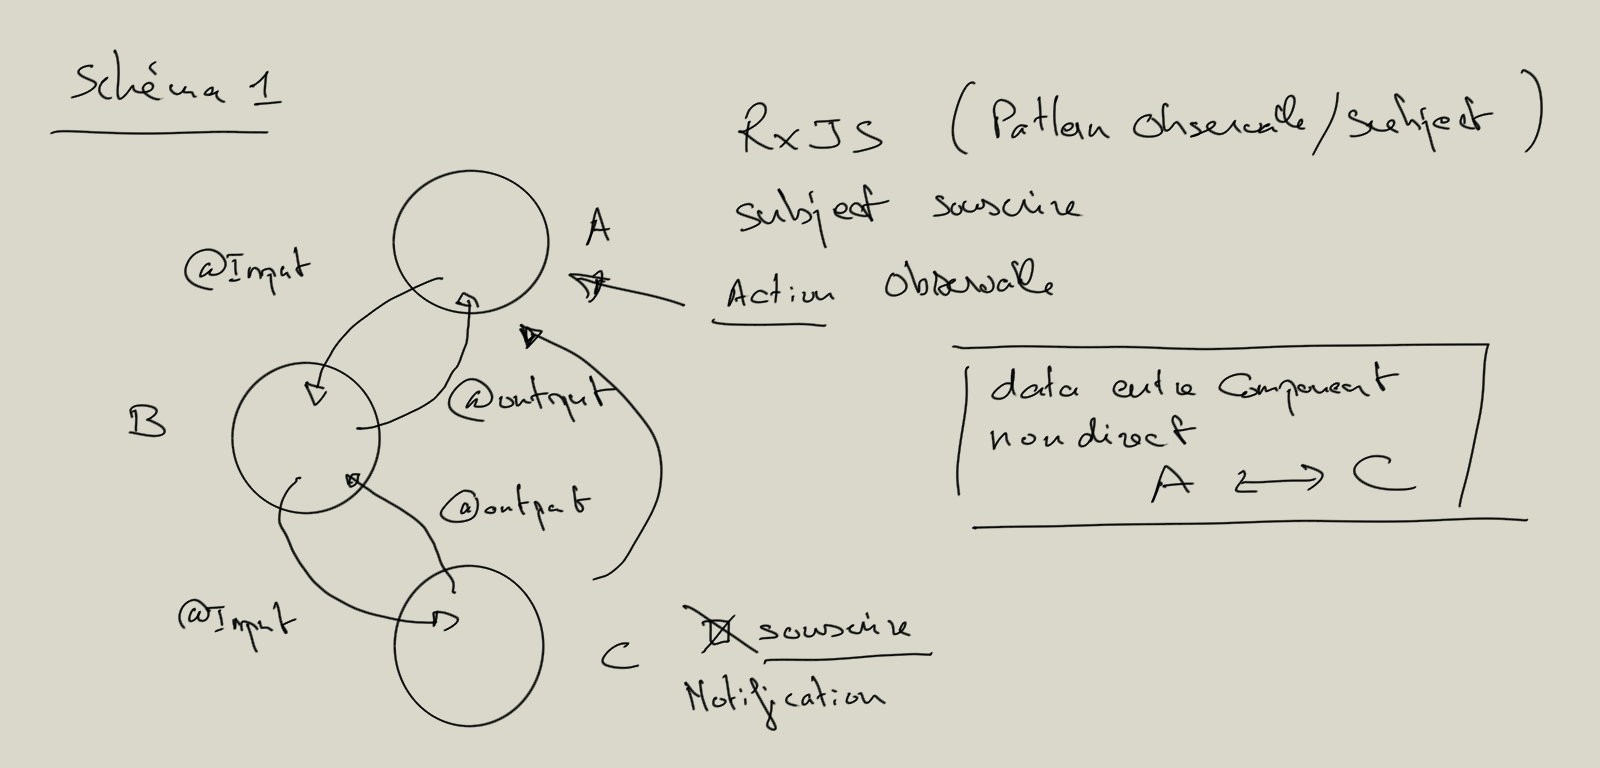 Schéma 1
RxJS (Pattern Observable/subject)
subject souscrire
A
@Input
Action Observable
data entre Component
non direct
A ⟷ C
@output
B
@output
@Input
souscrire
C
Notification